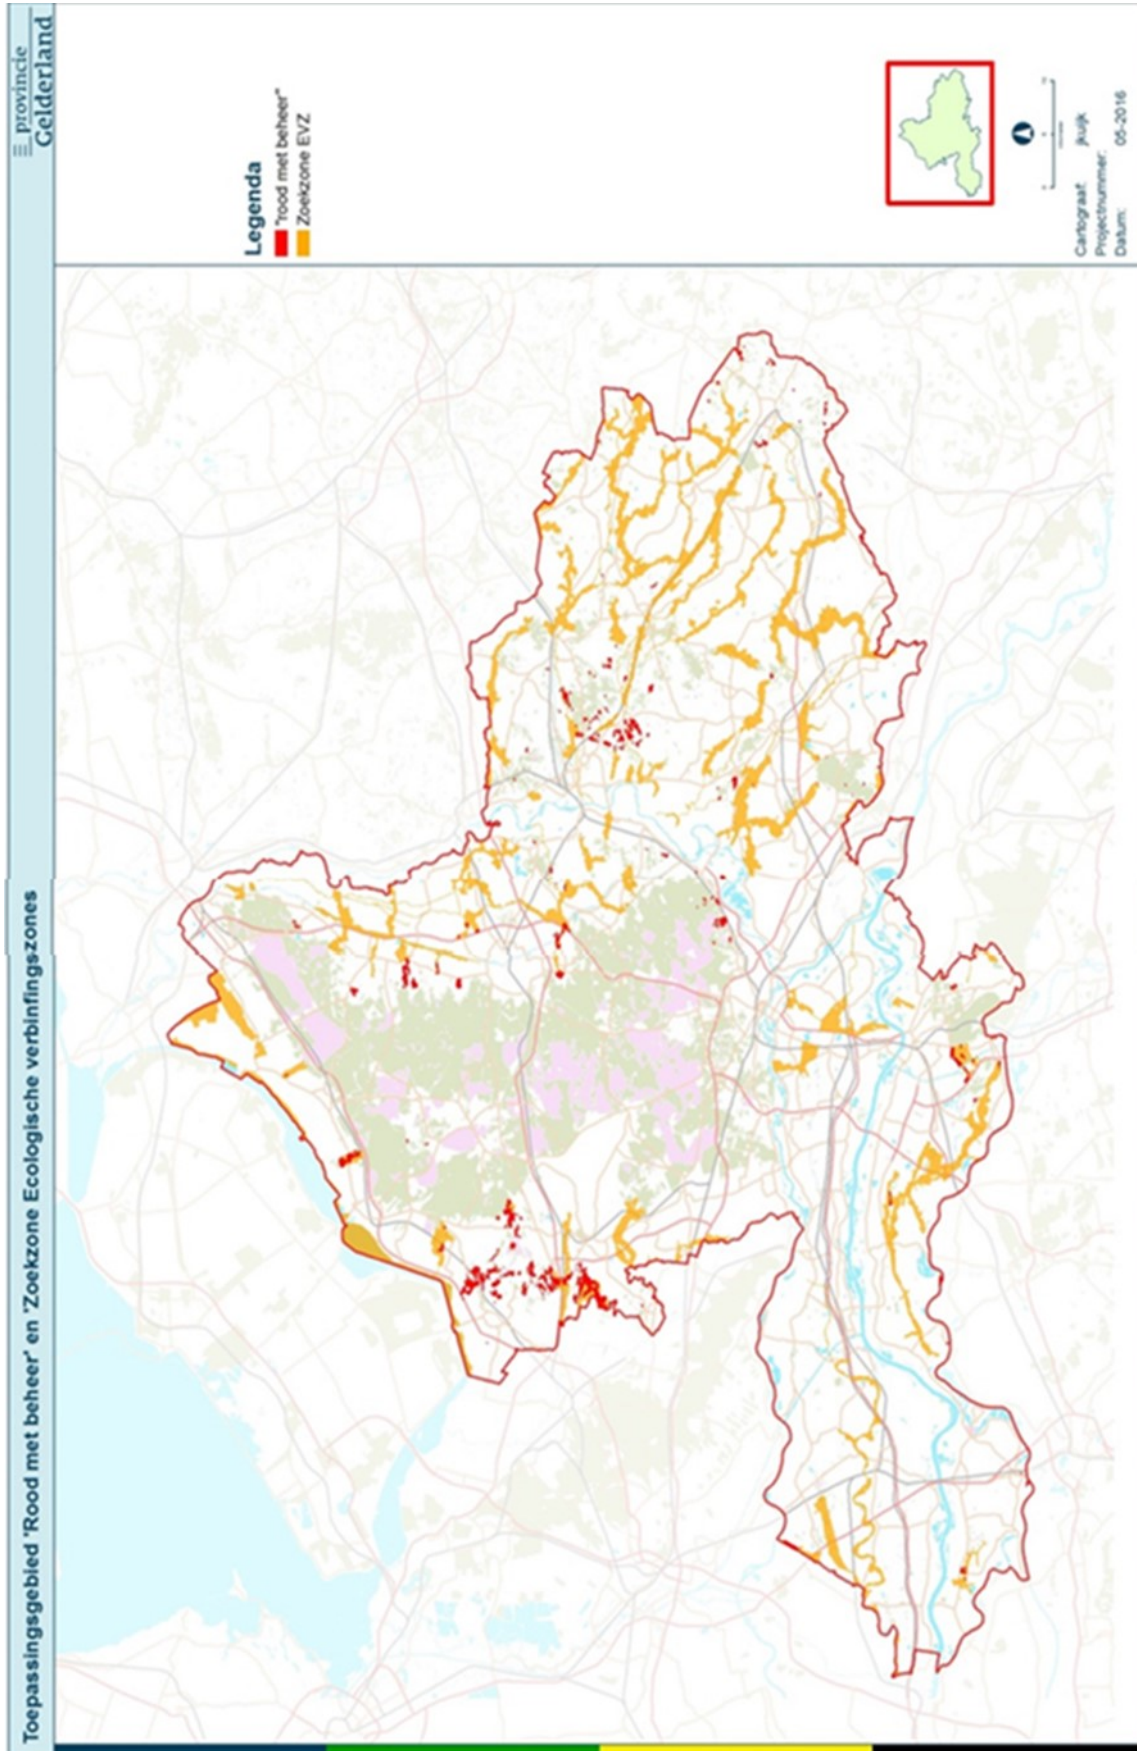 Toepassingsgebied 'Rood met beheer' en 'Zoekzone Ecologische verbinfingszones
provincie
Gelderland
Legenda
"rood met beheer"
Zoekzone EVZ
Cartograaf: jkuijk
Projectnummer:
Datum: 05-2016